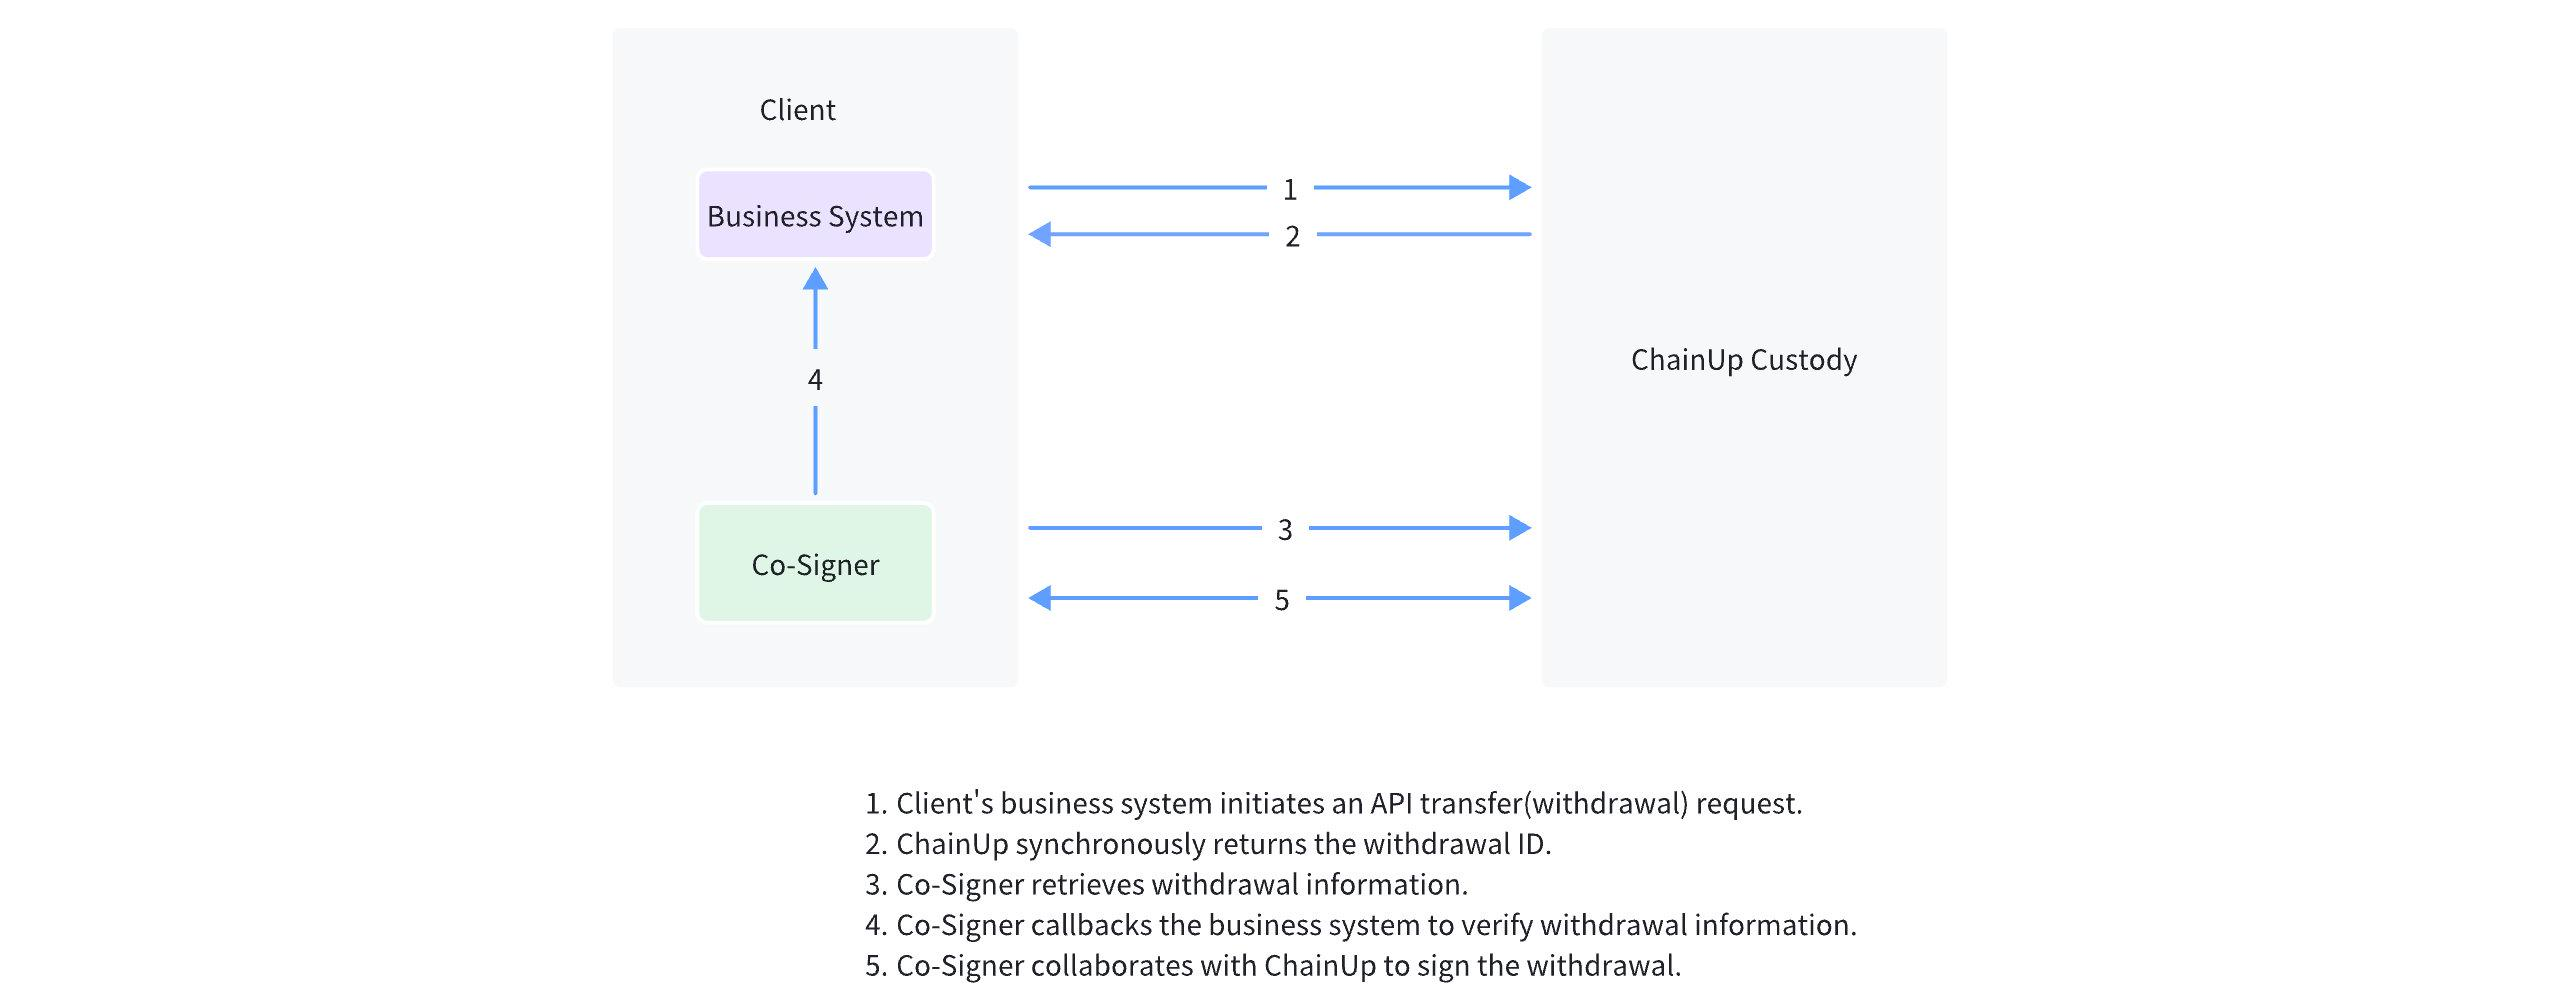 Client
Business System
1
2
ChainUp Custody
4
3
Co-Signer
5
1. Client's business system initiates an API transfer(withdrawal) request.
2. ChainUp synchronously returns the withdrawal ID.
3. Co-Signer retrieves withdrawal information.
4. Co-Signer callbacks the business system to verify withdrawal information.
5. Co-Signer collaborates with ChainUp to sign the withdrawal.